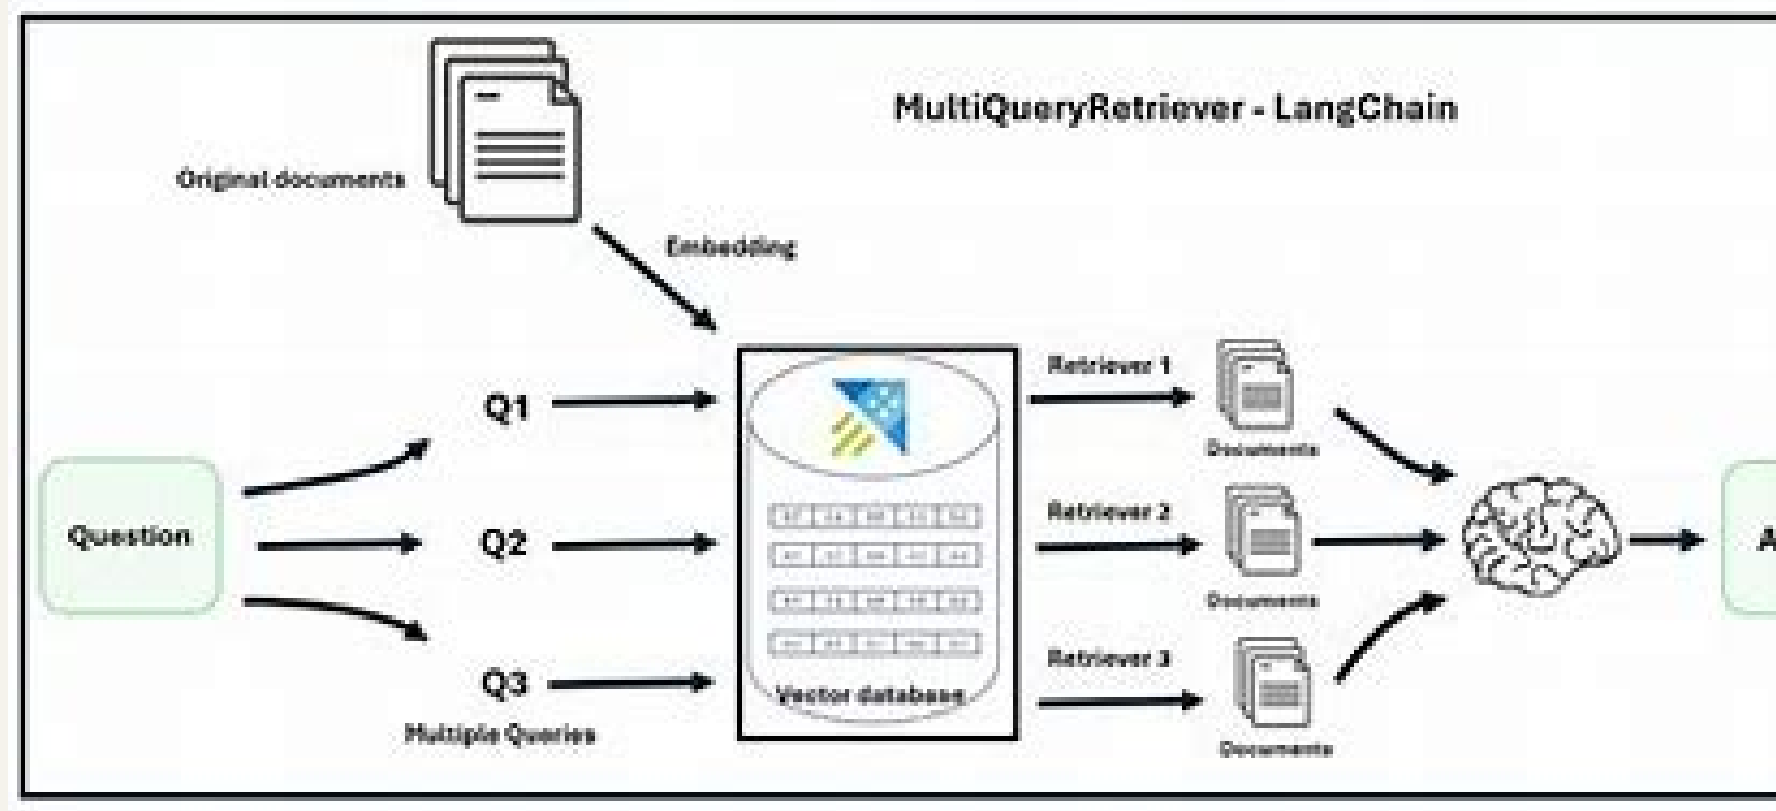 MultiQueryRetriever - LangChain
Original documents
Embedding
Retriever 1
Q1
Documents
Question
Q2
Retriever 2
Documents
Q3
Vector database
Retriever 3
Multiple Queries
Documents
A